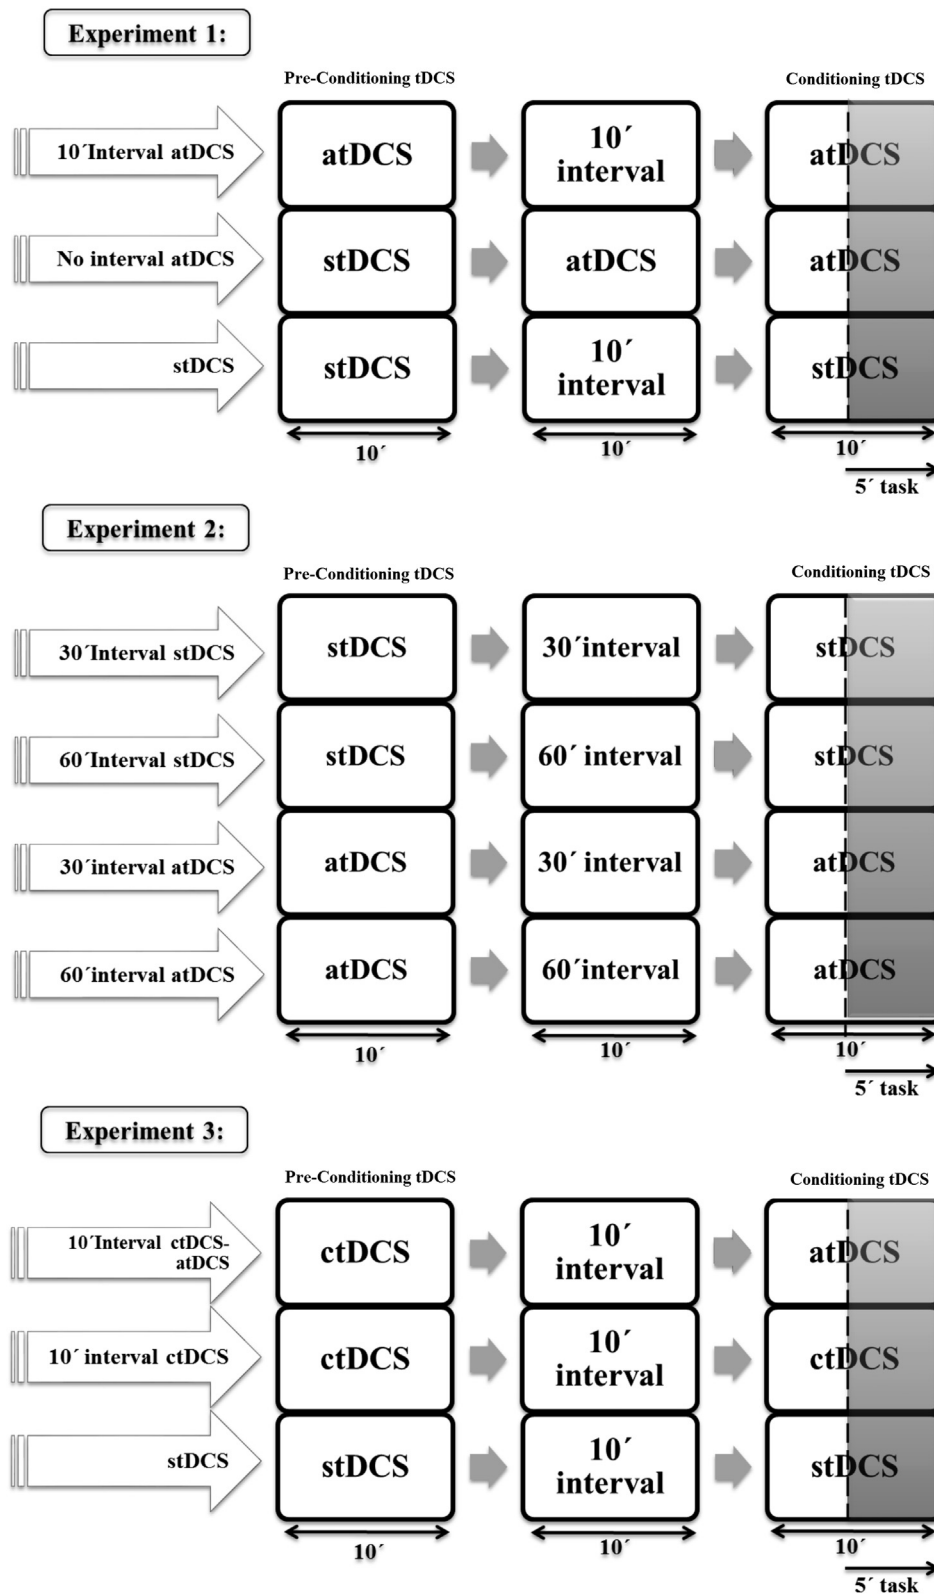 Experiment 1:
Pre-Conditioning tDCS
Conditioning tDCS
10´Interval atDCS
atDCS
10´
interval
atDCS
No interval atDCS
stDCS
atDCS
atDCS
stDCS
stDCS
10´
interval
stDCS
10´
10´
10´
5´ task
Experiment 2:
Pre-Conditioning tDCS
Conditioning tDCS
30´Interval stDCS
stDCS
30´interval
stDCS
60´Interval stDCS
stDCS
60´ interval
stDCS
30´interval atDCS
atDCS
30´ interval
atDCS
60´interval atDCS
atDCS
60´interval
atDCS
10´
10´
10´
5´ task
Experiment 3:
Pre-Conditioning tDCS
Conditioning tDCS
10´Interval ctDCS-
atDCS
ctDCS
10´
interval
atDCS
10´ interval ctDCS
ctDCS
10´
interval
ctDCS
stDCS
stDCS
10´
interval
stDCS
10´
10´
10´
5´ task